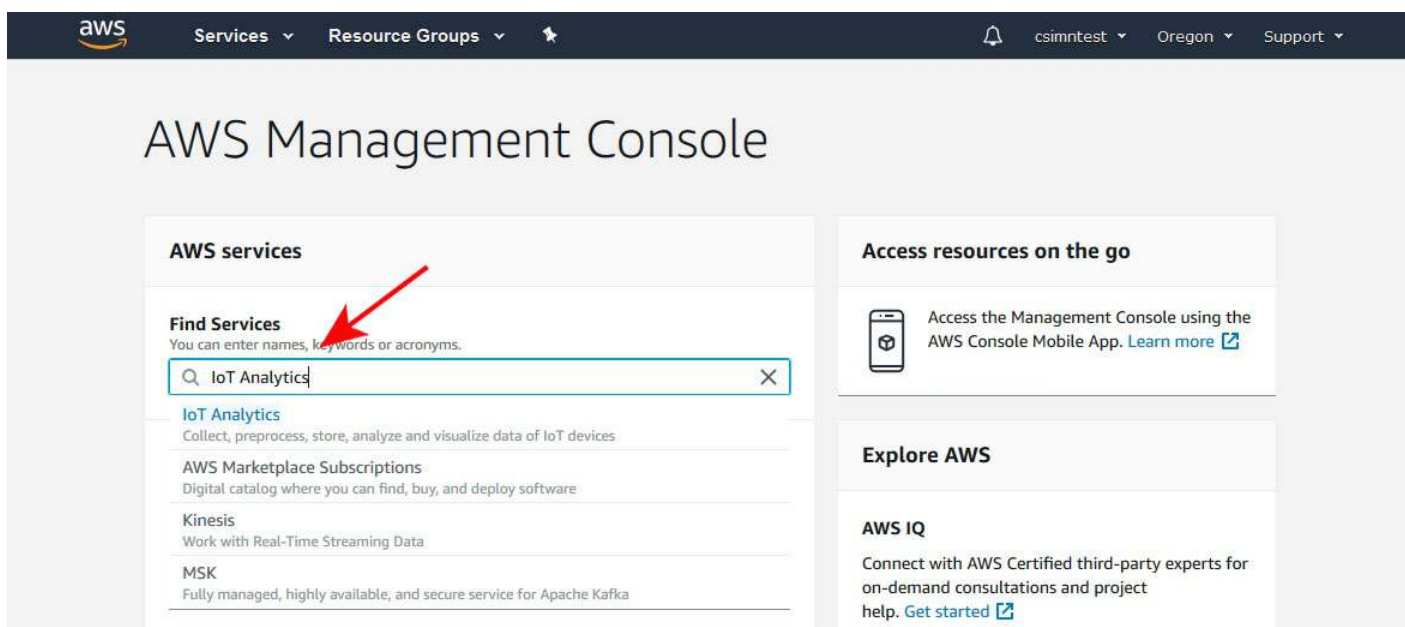 aws Services Resource Groups csimntest Oregon Support
AWS Management Console
AWS services
Find Services
You can enter names, keywords or acronyms.
IoT Analytics
IoT Analytics
Collect, preprocess, store, analyze and visualize data of IoT devices
AWS Marketplace Subscriptions
Digital catalog where you can find, buy, and deploy software
Kinesis
Work with Real-Time Streaming Data
MSK
Fully managed, highly available, and secure service for Apache Kafka
Access resources on the go
Access the Management Console using the
AWS Console Mobile App. Learn more
Explore AWS
AWS IQ
Connect with AWS Certified third-party experts for
on-demand consultations and project
help. Get started